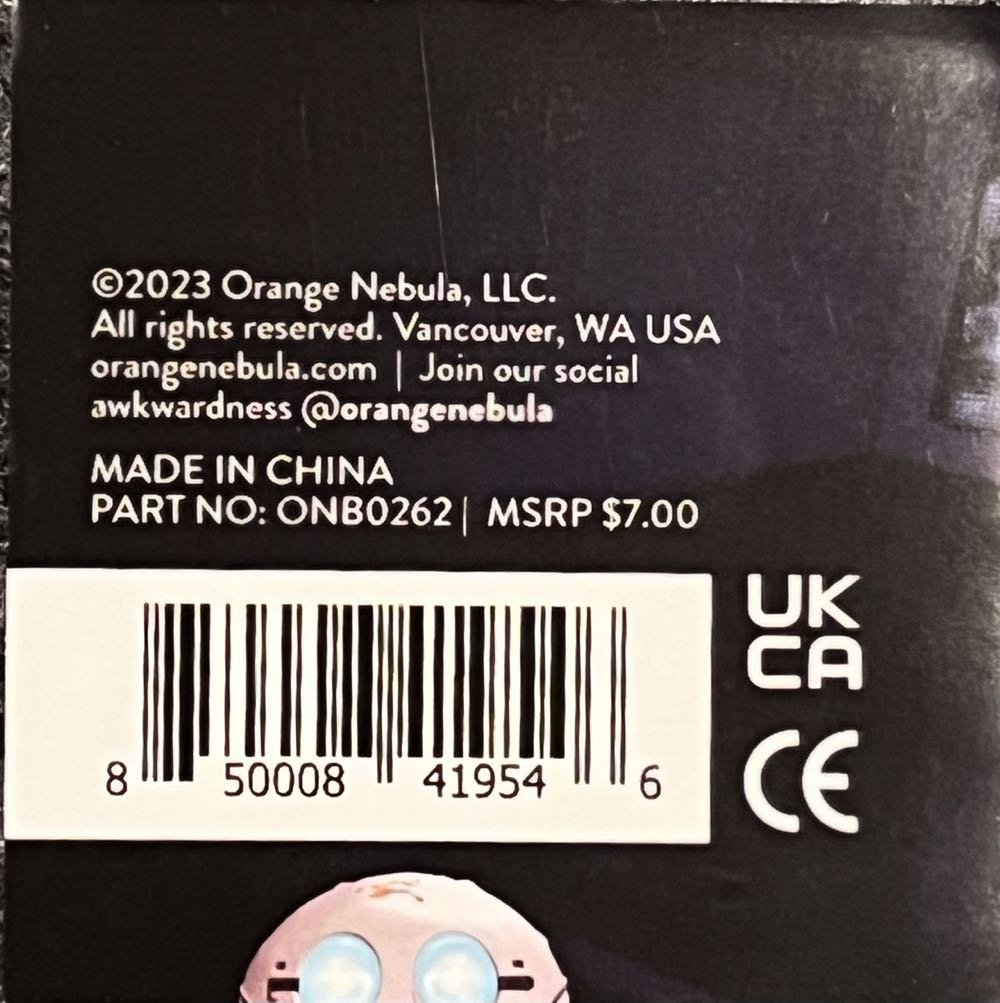 ©2023 Orange Nebula, LLC.
All rights reserved. Vancouver, WA USA
orangenebula.com | Join our social
awkwardness @orangenebula
MADE IN CHINA
PART NO: ONB0262 | MSRP $7.00
8 50008 41954 6
UK
CA
CE